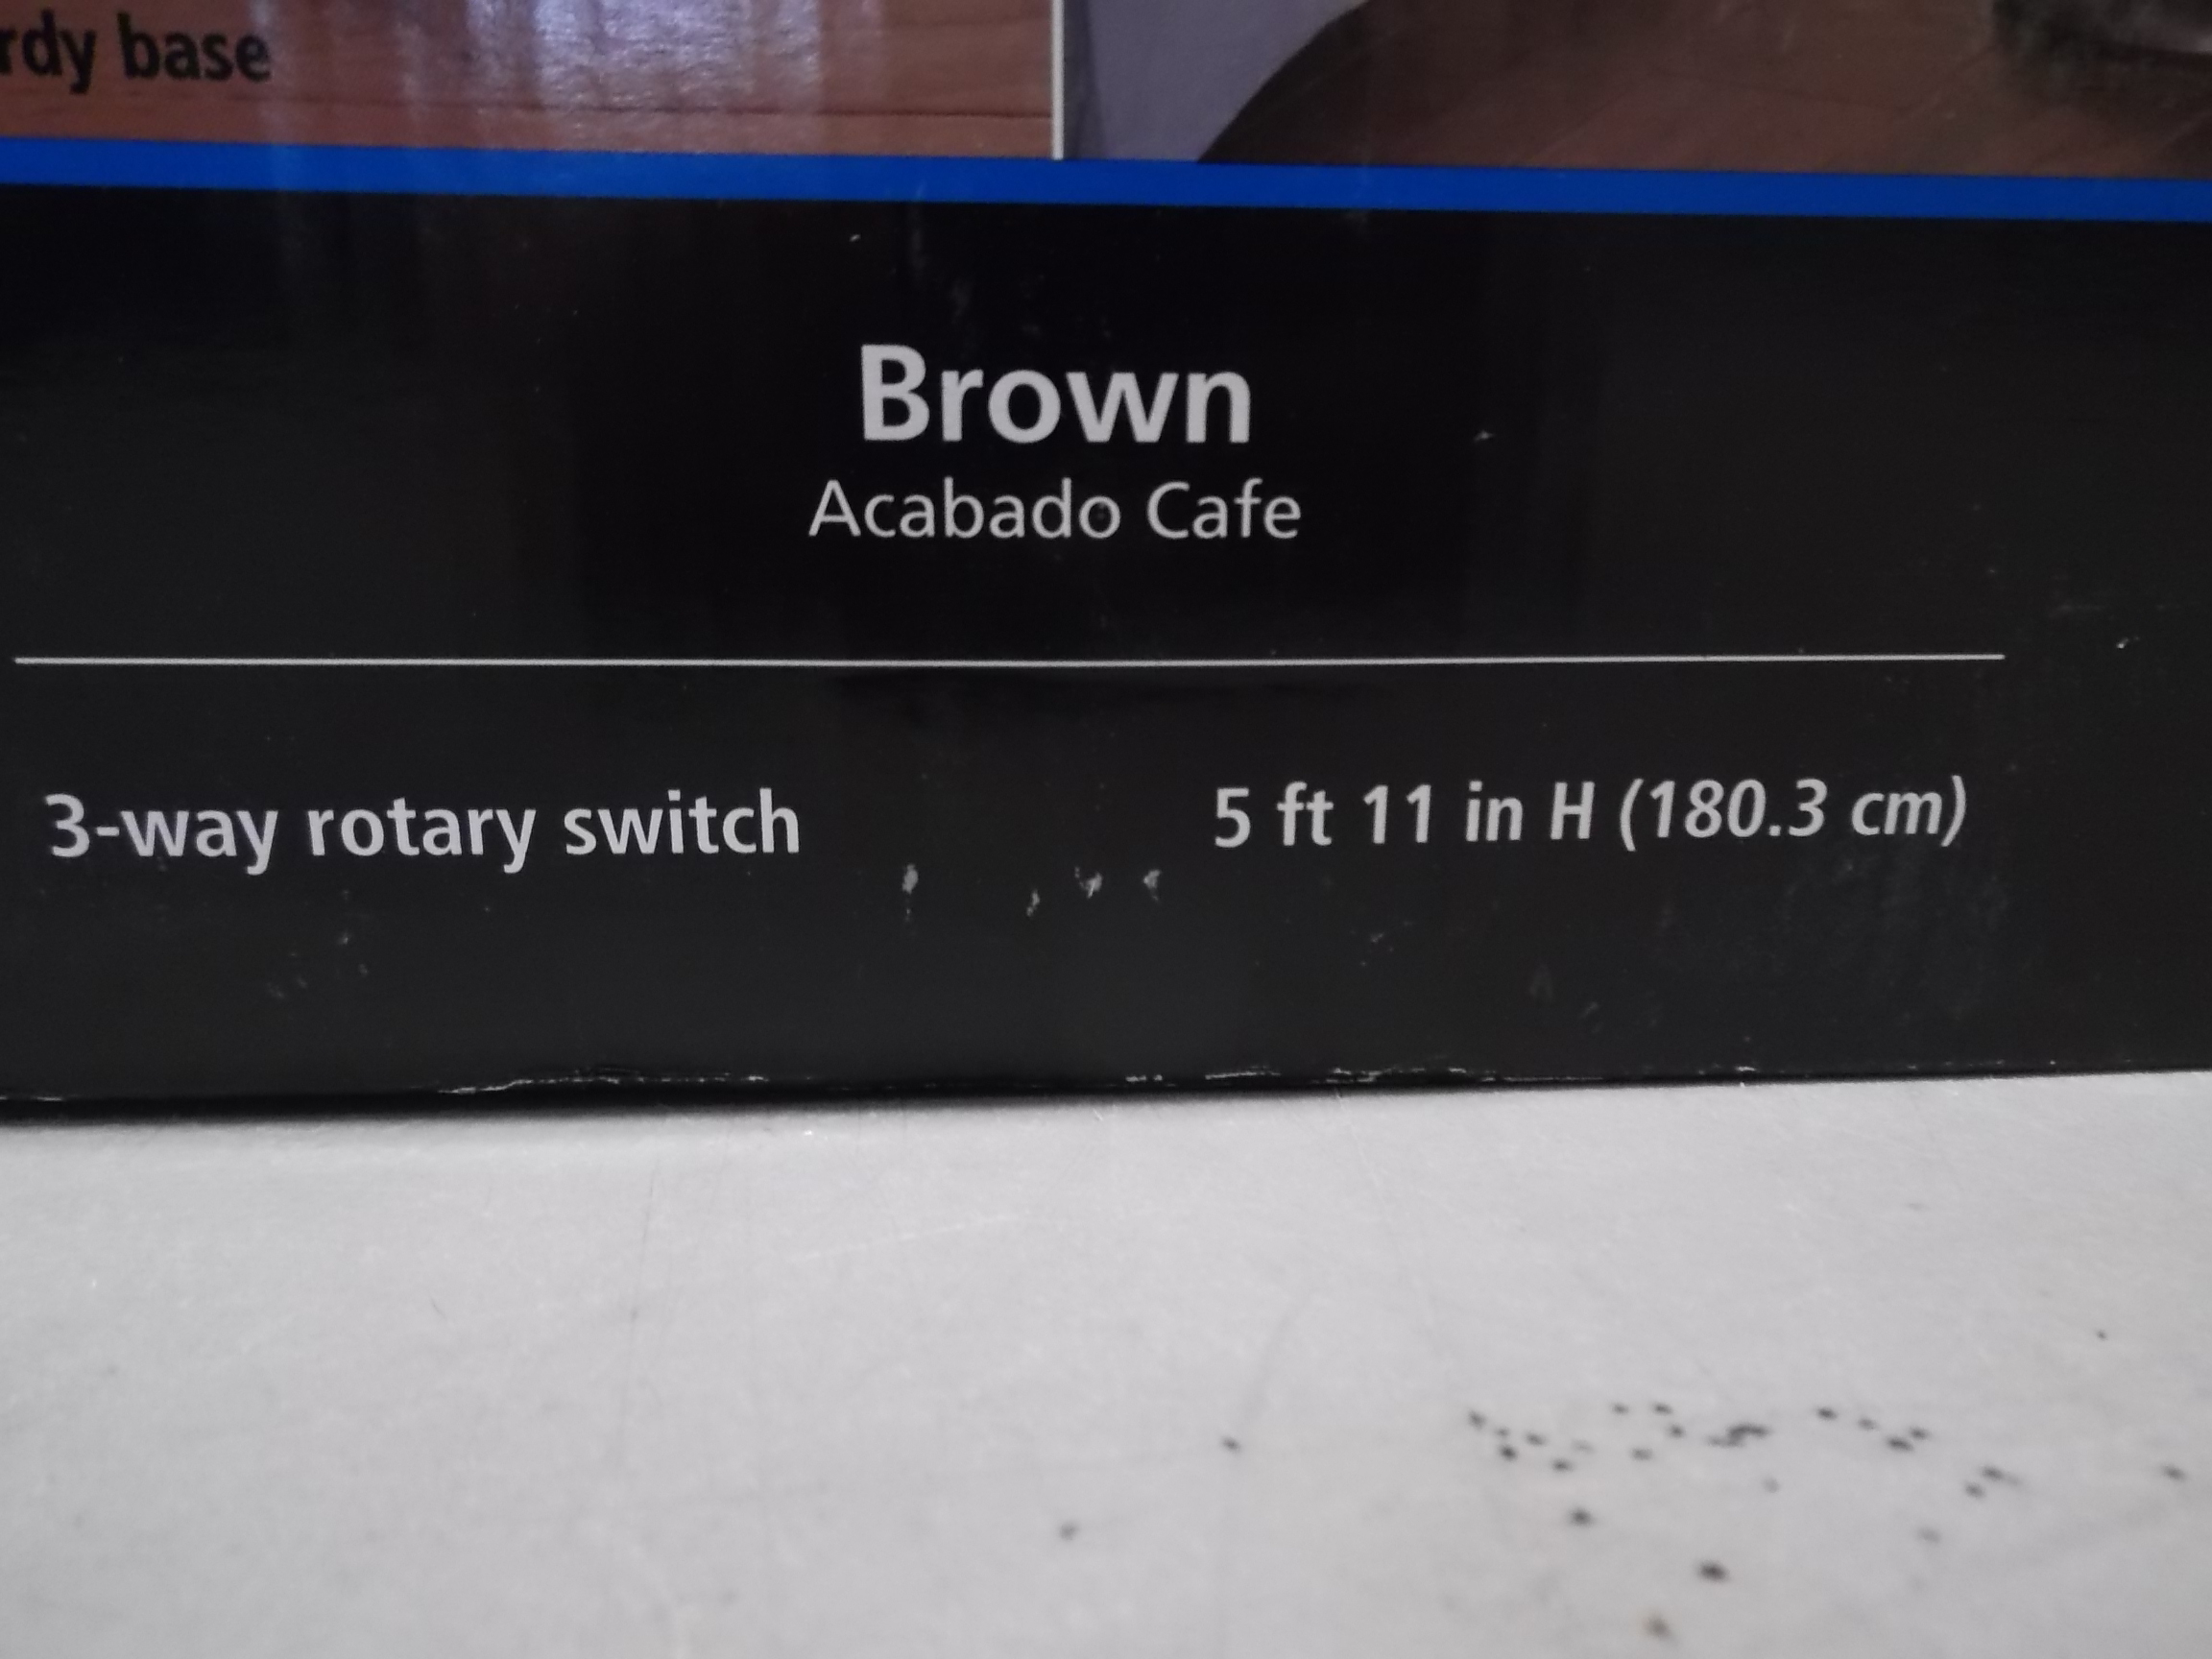 rdy base
Brown
Acabado Cafe
3-way rotary switch
5 ft 11 in H (180.3 cm)